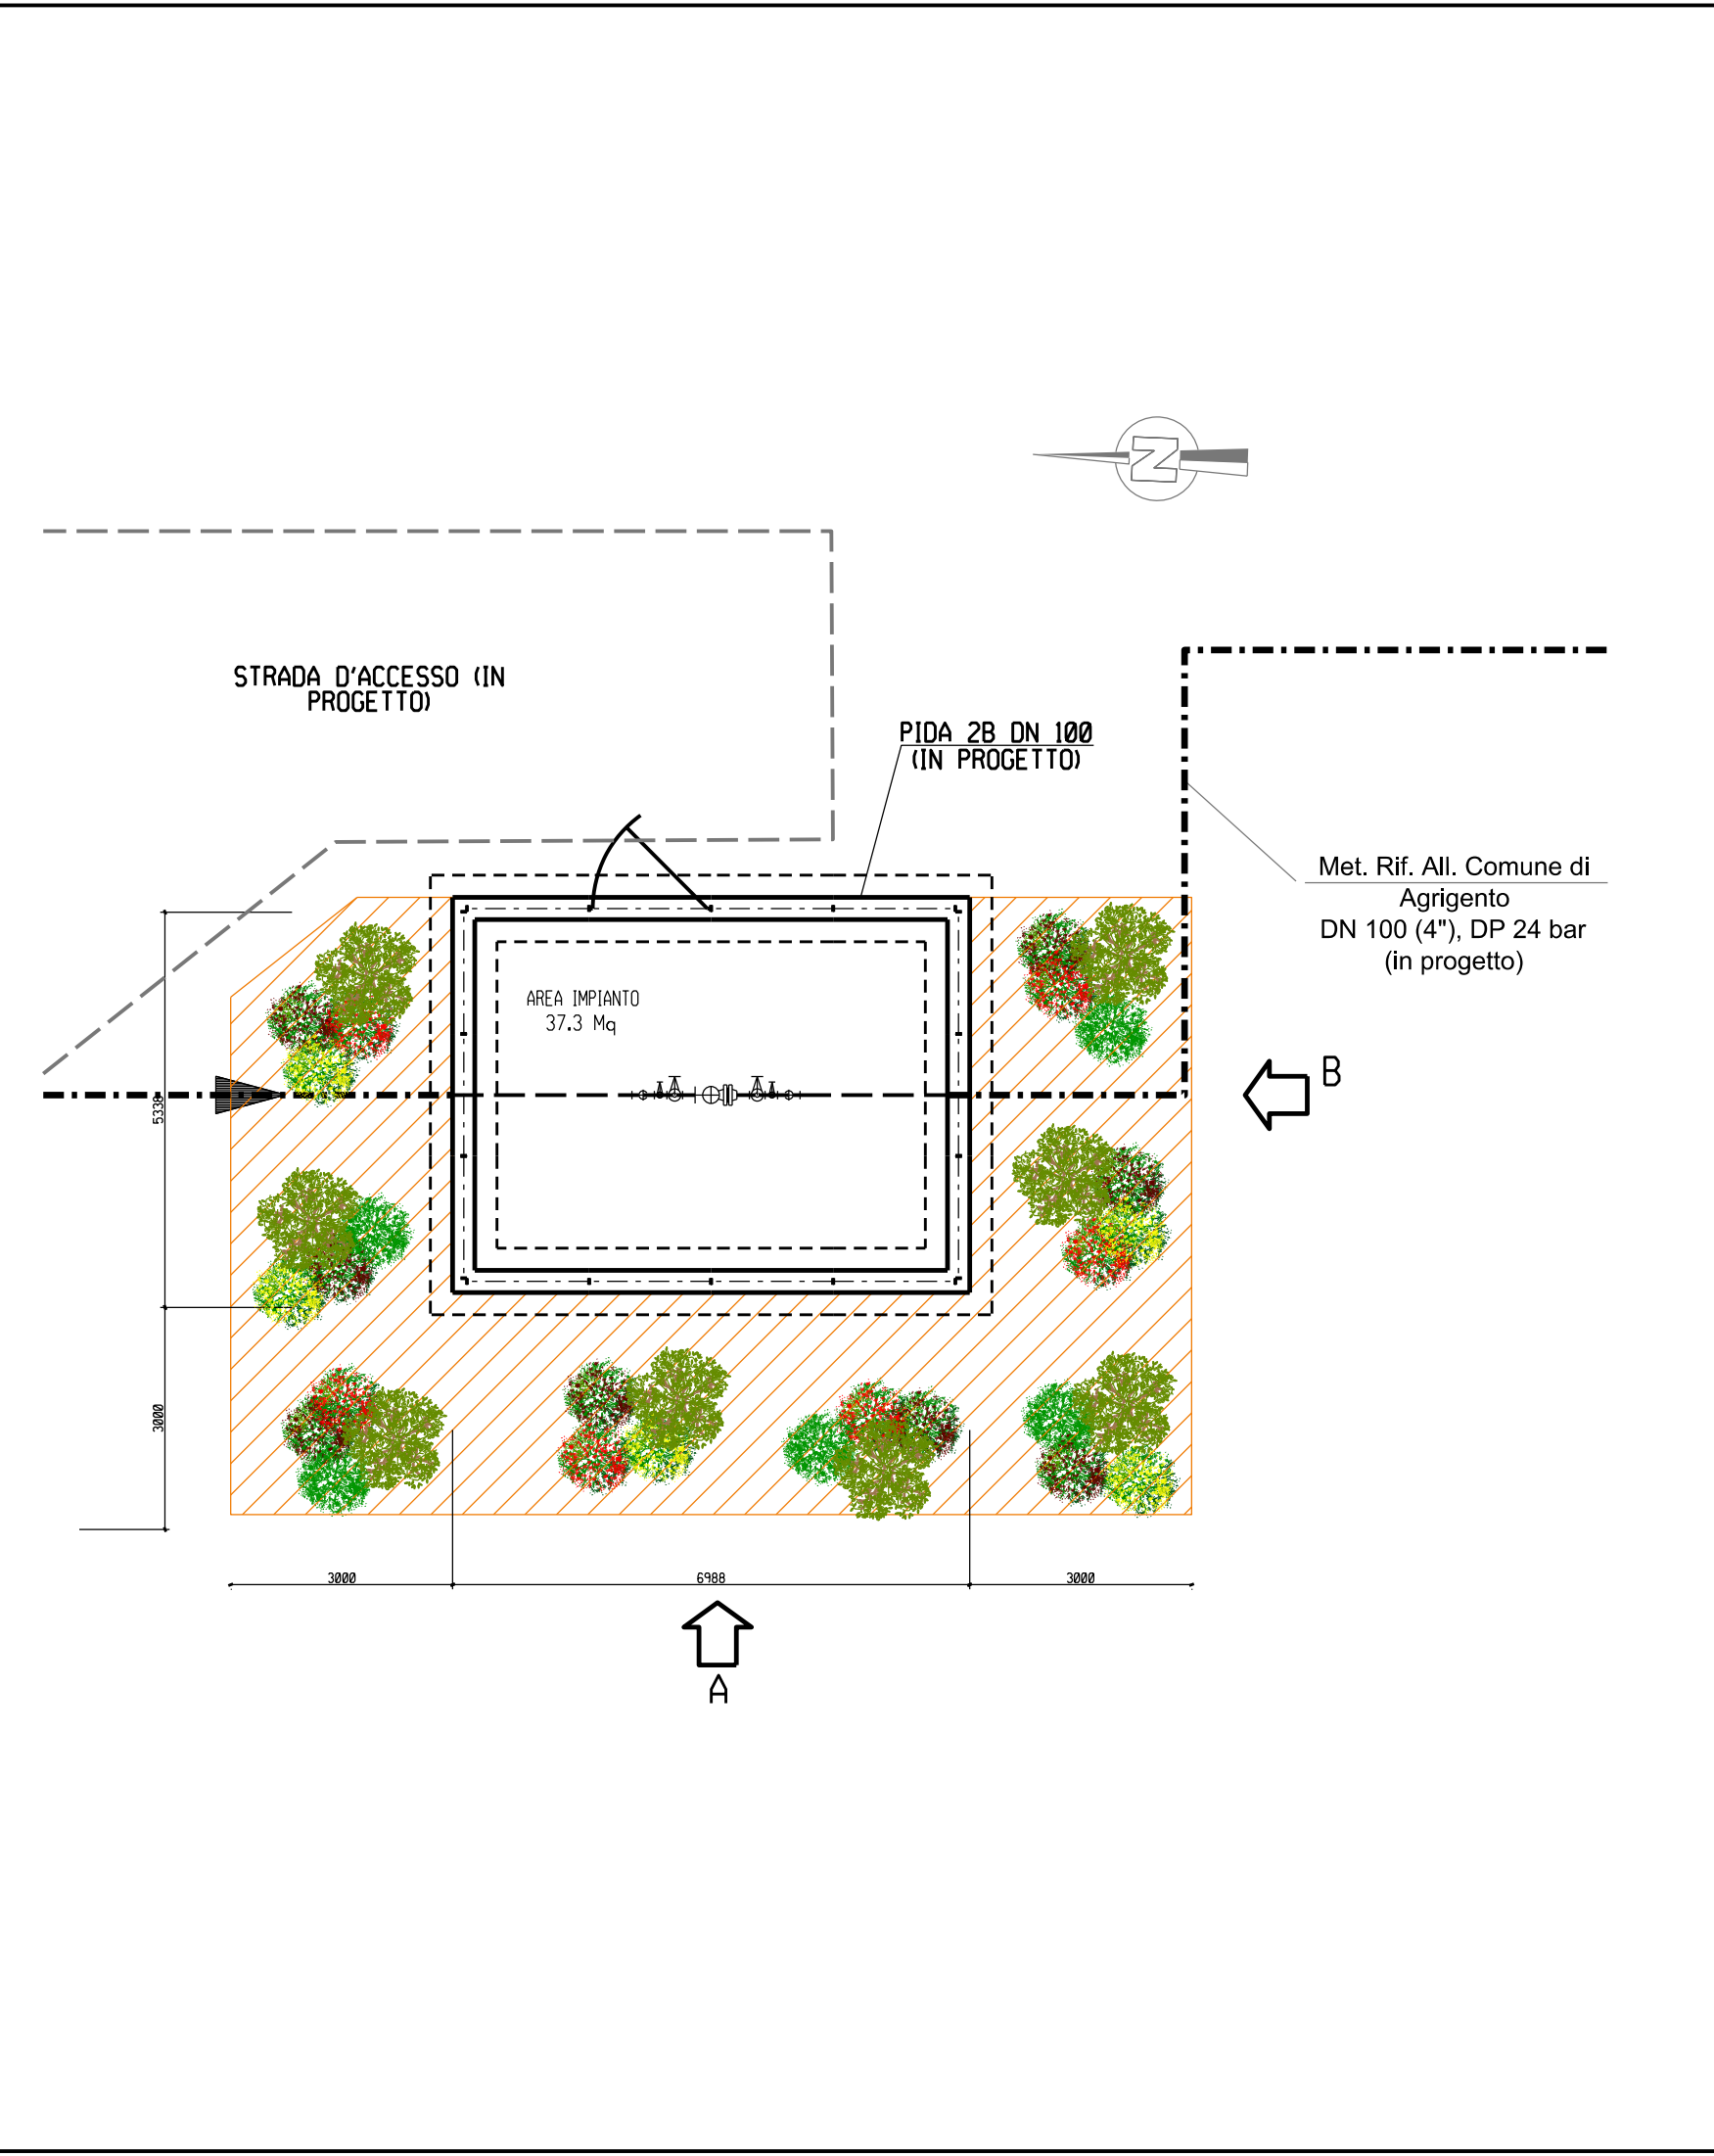 N
STRADA D'ACCESSO (IN
PROGETTO)
PIDA 2B DN 100
(IN PROGETTO)
Met. Rif. All. Comune di
Agrigento
DN 100 (4"), DP 24 bar
(in progetto)
AREA IMPIANTO
37.3 Mq
B
5338
3000
3000
6988
3000
A